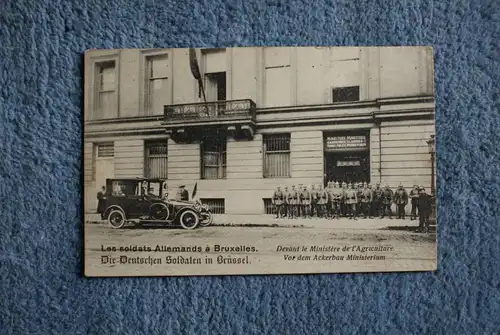 Les soldats Allemands à Bruxelles.
Die Deutschen Soldaten in Brüssel.
Devant le Ministère de l'Agriculture
Vor dem Ackerbau Ministerium